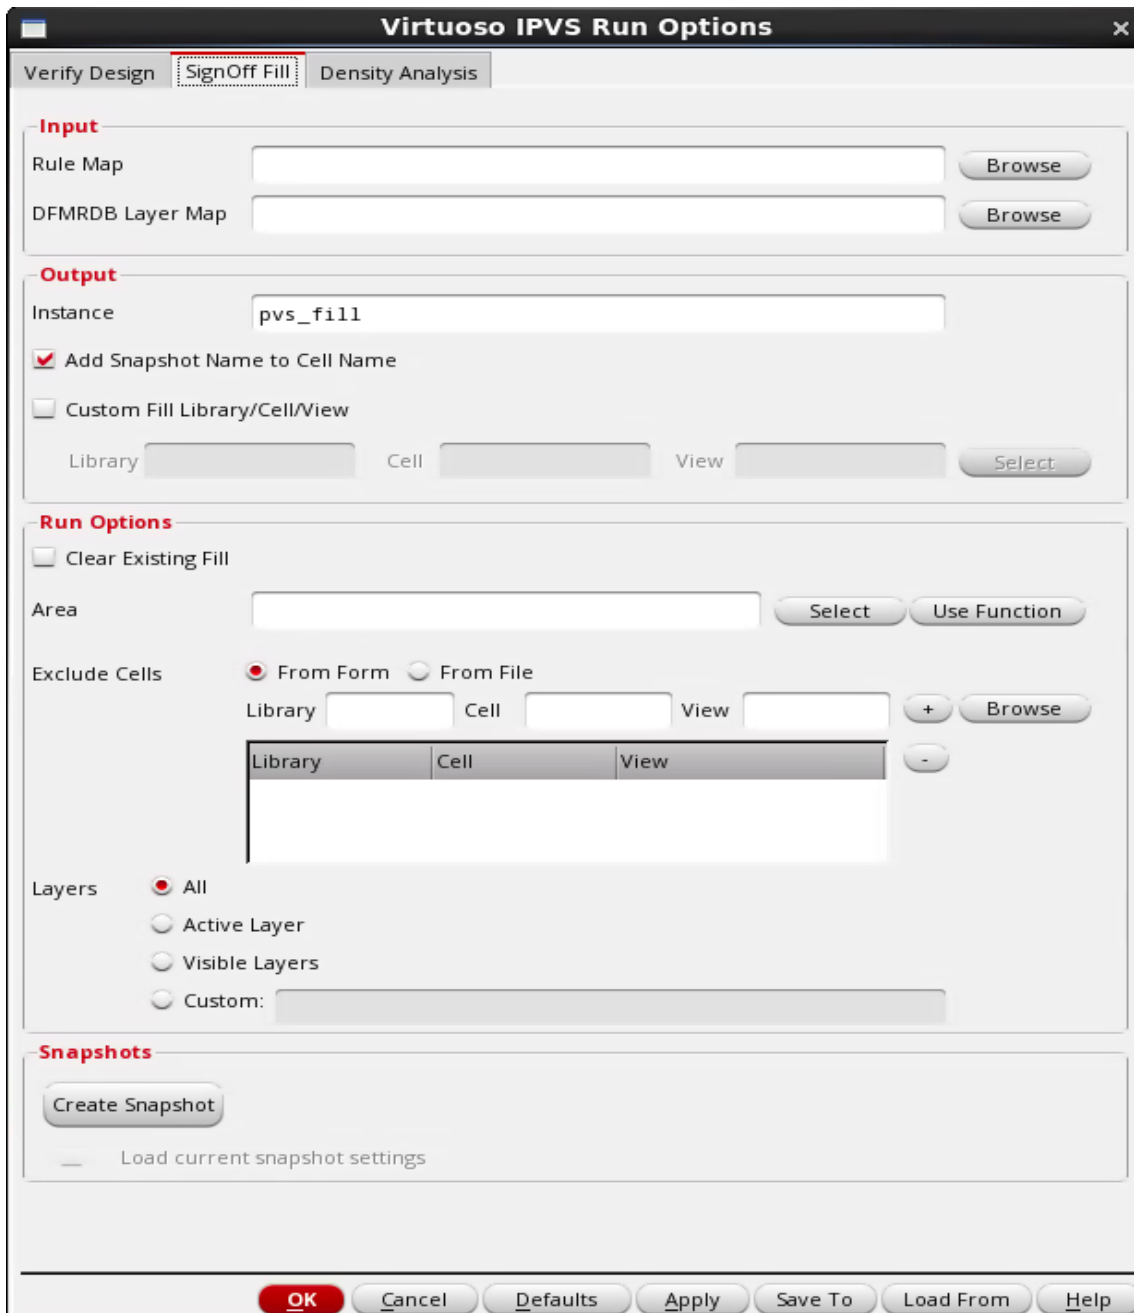 Virtuoso IPVS Run Options
Verify Design SignOff Fill Density Analysis
Input
Rule Map Browse
DFMRDB Layer Map Browse
Output
Instance pvs_fill
Add Snapshot Name to Cell Name
Custom Fill Library/Cell/View
Library Cell View Select
Run Options
Clear Existing Fill
Area Select Use Function
Exclude Cells From Form From File
Library Cell View + Browse
Library Cell View -
Layers All
Active Layer
Visible Layers
Custom:
Snapshots
Create Snapshot
Load current snapshot settings
OK Cancel Defaults Apply Save To Load From Help